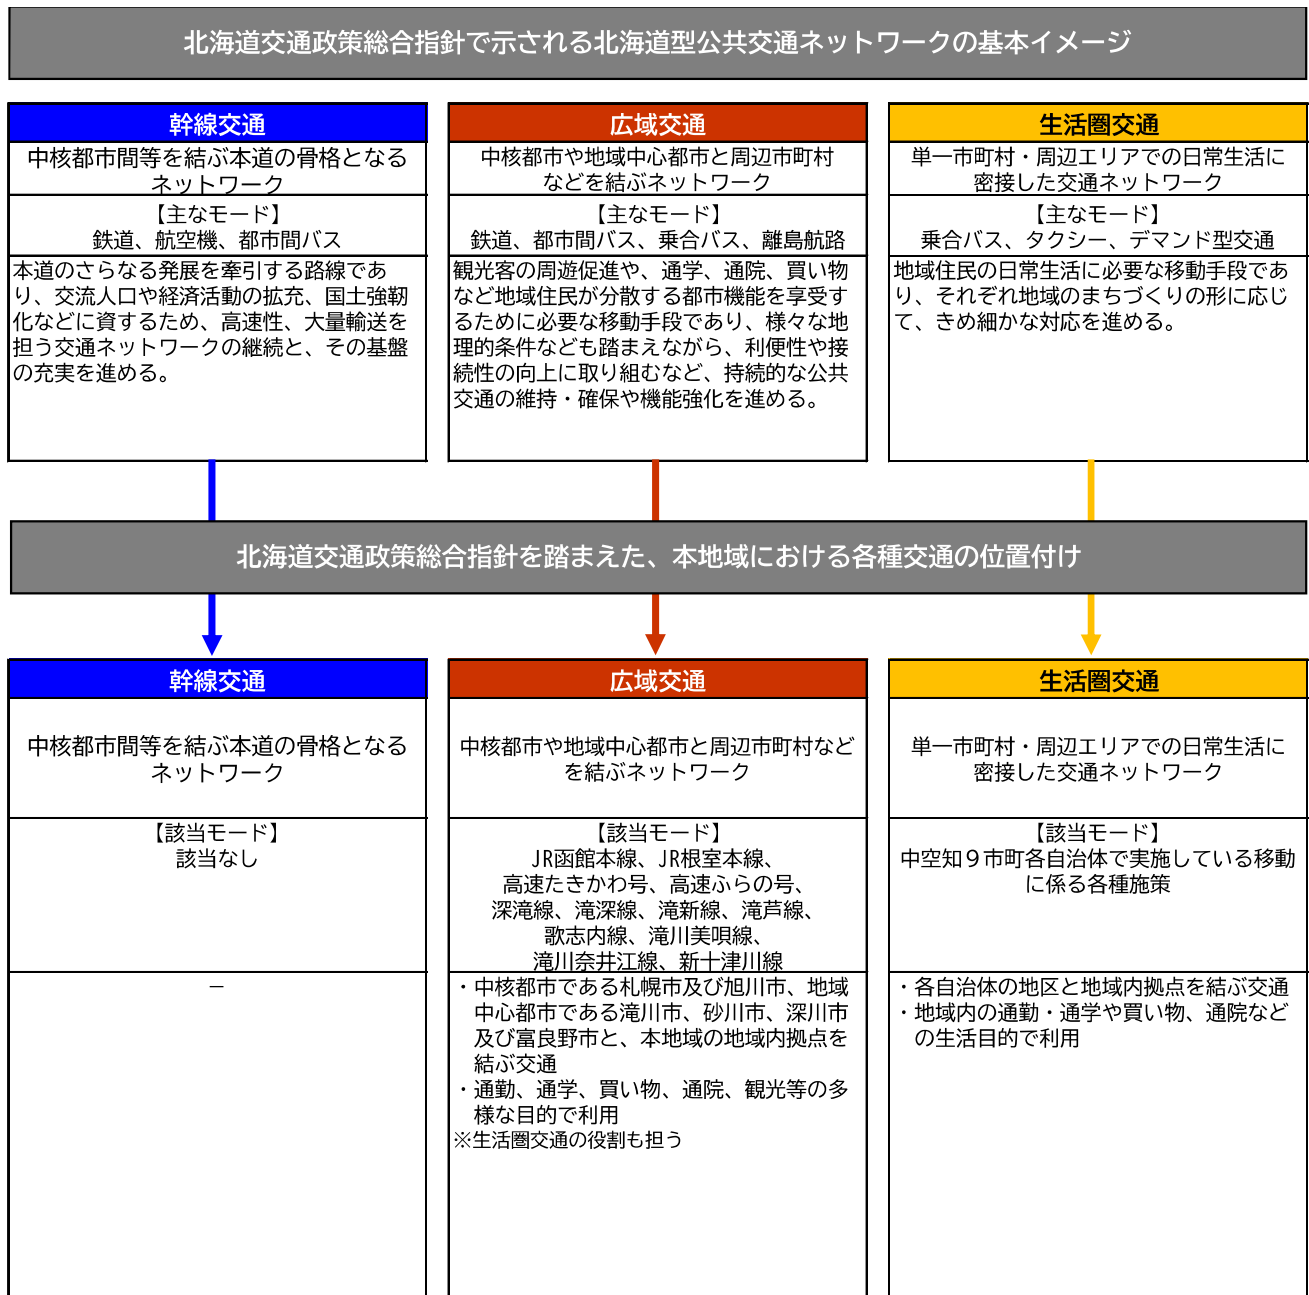 北海道交通政策総合指針で示される北海道型公共交通ネットワークの基本イメージ
幹線交通
中核都市間等を結ぶ本道の骨格となる
ネットワーク
【主なモード】
鉄道、航空機、都市間バス
本道のさらなる発展を牽引する路線であ
り、交流人口や経済活動の拡充、国土強靭
化などに資するため、高速性、大量輸送を
担う交通ネットワークの継続と、その基盤
の充実を進める。
広域交通
中核都市や地域中心都市と周辺市町村
などを結ぶネットワーク
【主なモード】
鉄道、都市間バス、乗合バス、離島航路
観光客の周遊促進や、通学、通院、買い物
など地域住民が分散する都市機能を享受す
るために必要な移動手段であり、様々な地
理的条件なども踏まえながら、利便性や接
続性の向上に取り組むなど、持続的な公共
交通の維持・確保や機能強化を進める。
生活圏交通
単一市町村・周辺エリアでの日常生活に
密接した交通ネットワーク
【主なモード】
乗合バス、タクシー、デマンド型交通
地域住民の日常生活に必要な移動手段であ
り、それぞれ地域のまちづくりの形に応じ
て、きめ細かな対応を進める。
北海道交通政策総合指針を踏まえた、本地域における各種交通の位置付け
幹線交通
中核都市間等を結ぶ本道の骨格となる
ネットワーク
【該当モード】
該当なし
－
広域交通
中核都市や地域中心都市と周辺市町村など
を結ぶネットワーク
【該当モード】
JR函館本線、JR根室本線、
高速たきかわ号、高速ふらの号、
深滝線、滝深線、滝新線、滝芦線、
歌志内線、滝川美唄線、
滝川奈井江線、新十津川線
・中核都市である札幌市及び旭川市、地域
中心都市である滝川市、砂川市、深川市
及び富良野市と、本地域の地域内拠点を
結ぶ交通
・通勤、通学、買い物、通院、観光等の多
様な目的で利用
※生活圏交通の役割も担う
生活圏交通
単一市町村・周辺エリアでの日常生活に
密接した交通ネットワーク
【該当モード】
中空知９市町各自治体で実施している移動
に係る各種施策
・各自治体の地区と地域内拠点を結ぶ交通
・地域内の通勤・通学や買い物、通院など
の生活目的で利用